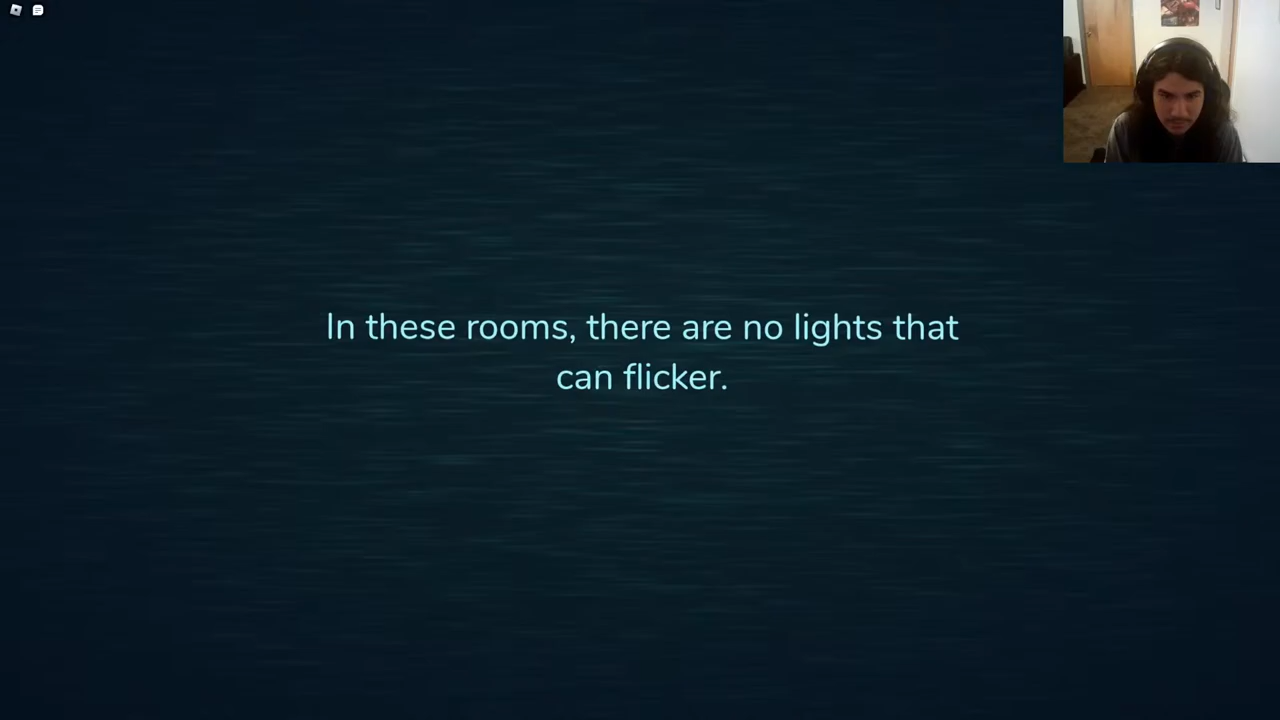 In these rooms, there are no lights that
can flicker.